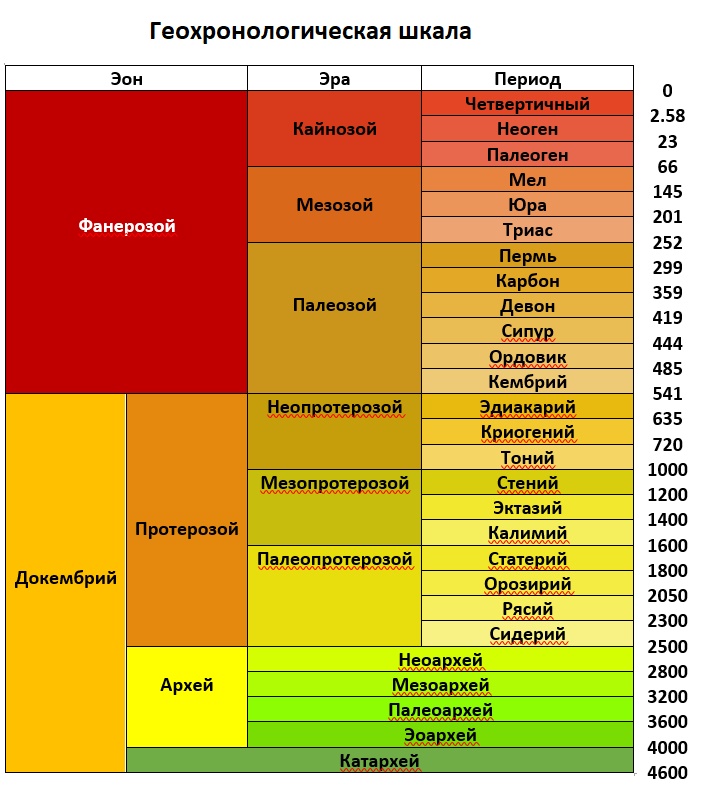 Геохронологическая шкала
Эон Эра Период
0
Четвертичный
2.58
Кайнозой Неоген
23
Палеоген
66
Мел
145
Мезозой Юра
201
Фанерозой
Триас
252
Пермь
299
Карбон
359
Палеозой Девон
419
Сипур
444
Ордовик
485
Кембрий
541
Неопротерозой Эдиакарий
635
Криогений
720
Тоний
1000
Мезопротерозой Стений
1200
Эктазий
1400
Протерозой
Калимий
1600
Палеопротерозой Статерий
1800
Докембрий
Орозирий
2050
Рясий
2300
Сидерий
2500
Неоархей
2800
Архей Мезоархей
3200
Палеоархей
3600
Эоархей
4000
Катархей
4600